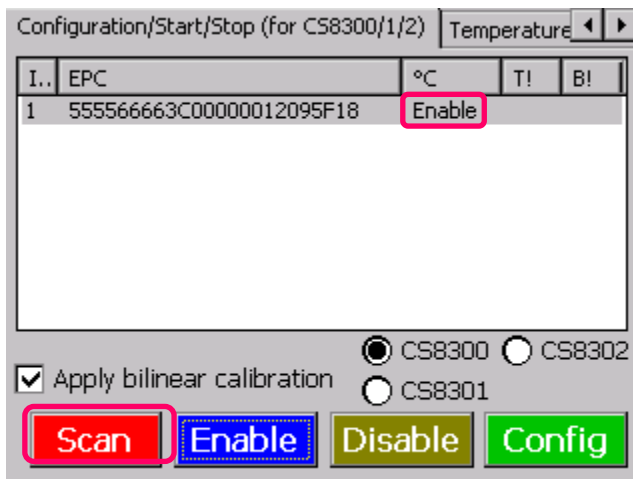 Configuration/Start/Stop (for CS8300/1/2) Temperature
I.. EPC °C T! B!
1 555566663C00000012095F18 Enable
CS8300 CS8302
Apply bilinear calibration
CS8301
Scan Enable Disable Config